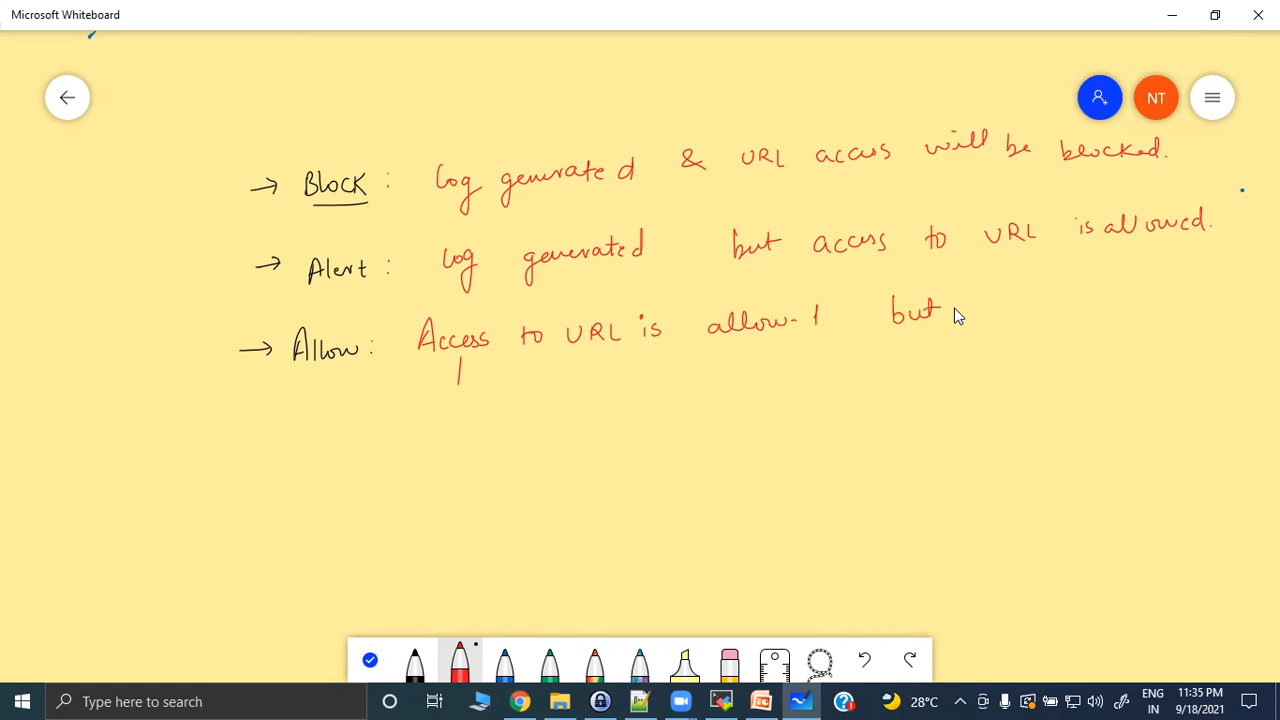 Microsoft Whiteboard
NT
→ BLOCK : Log generated & URL access will be blocked.
→ Alert : Log generated but access to URL is allowed.
→ Allow : Access to URL is but
Type here to search
28°C
ENG
IN
11:35 PM
9/18/2021